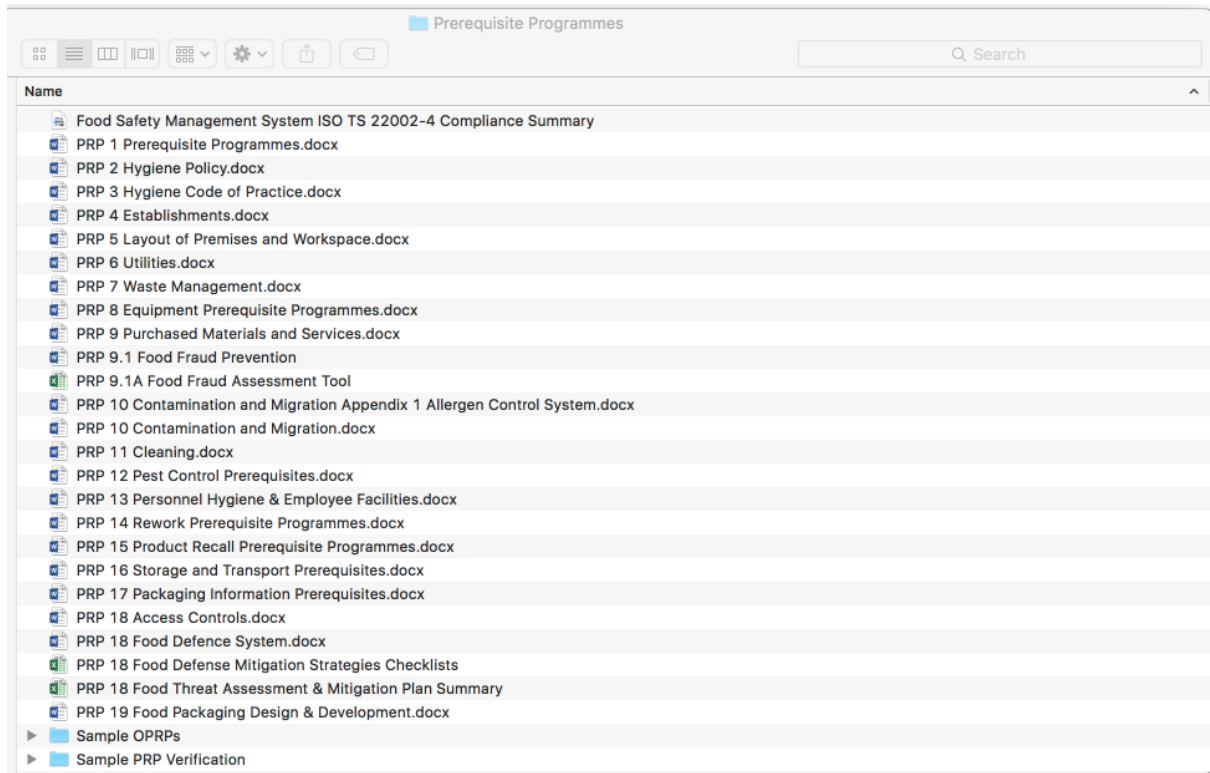 Prerequisite Programmes
Search
Name
Food Safety Management System ISO TS 22002-4 Compliance Summary
PRP 1 Prerequisite Programmes.docx
PRP 2 Hygiene Policy.docx
PRP 3 Hygiene Code of Practice.docx
PRP 4 Establishments.docx
PRP 5 Layout of Premises and Workspace.docx
PRP 6 Utilities.docx
PRP 7 Waste Management.docx
PRP 8 Equipment Prerequisite Programmes.docx
PRP 9 Purchased Materials and Services.docx
PRP 9.1 Food Fraud Prevention
PRP 9.1A Food Fraud Assessment Tool
PRP 10 Contamination and Migration Appendix 1 Allergen Control System.docx
PRP 10 Contamination and Migration.docx
PRP 11 Cleaning.docx
PRP 12 Pest Control Prerequisites.docx
PRP 13 Personnel Hygiene & Employee Facilities.docx
PRP 14 Rework Prerequisite Programmes.docx
PRP 15 Product Recall Prerequisite Programmes.docx
PRP 16 Storage and Transport Prerequisites.docx
PRP 17 Packaging Information Prerequisites.docx
PRP 18 Access Controls.docx
PRP 18 Food Defence System.docx
PRP 18 Food Defense Mitigation Strategies Checklists
PRP 18 Food Threat Assessment & Mitigation Plan Summary
PRP 19 Food Packaging Design & Development.docx
Sample OPRPs
Sample PRP Verification